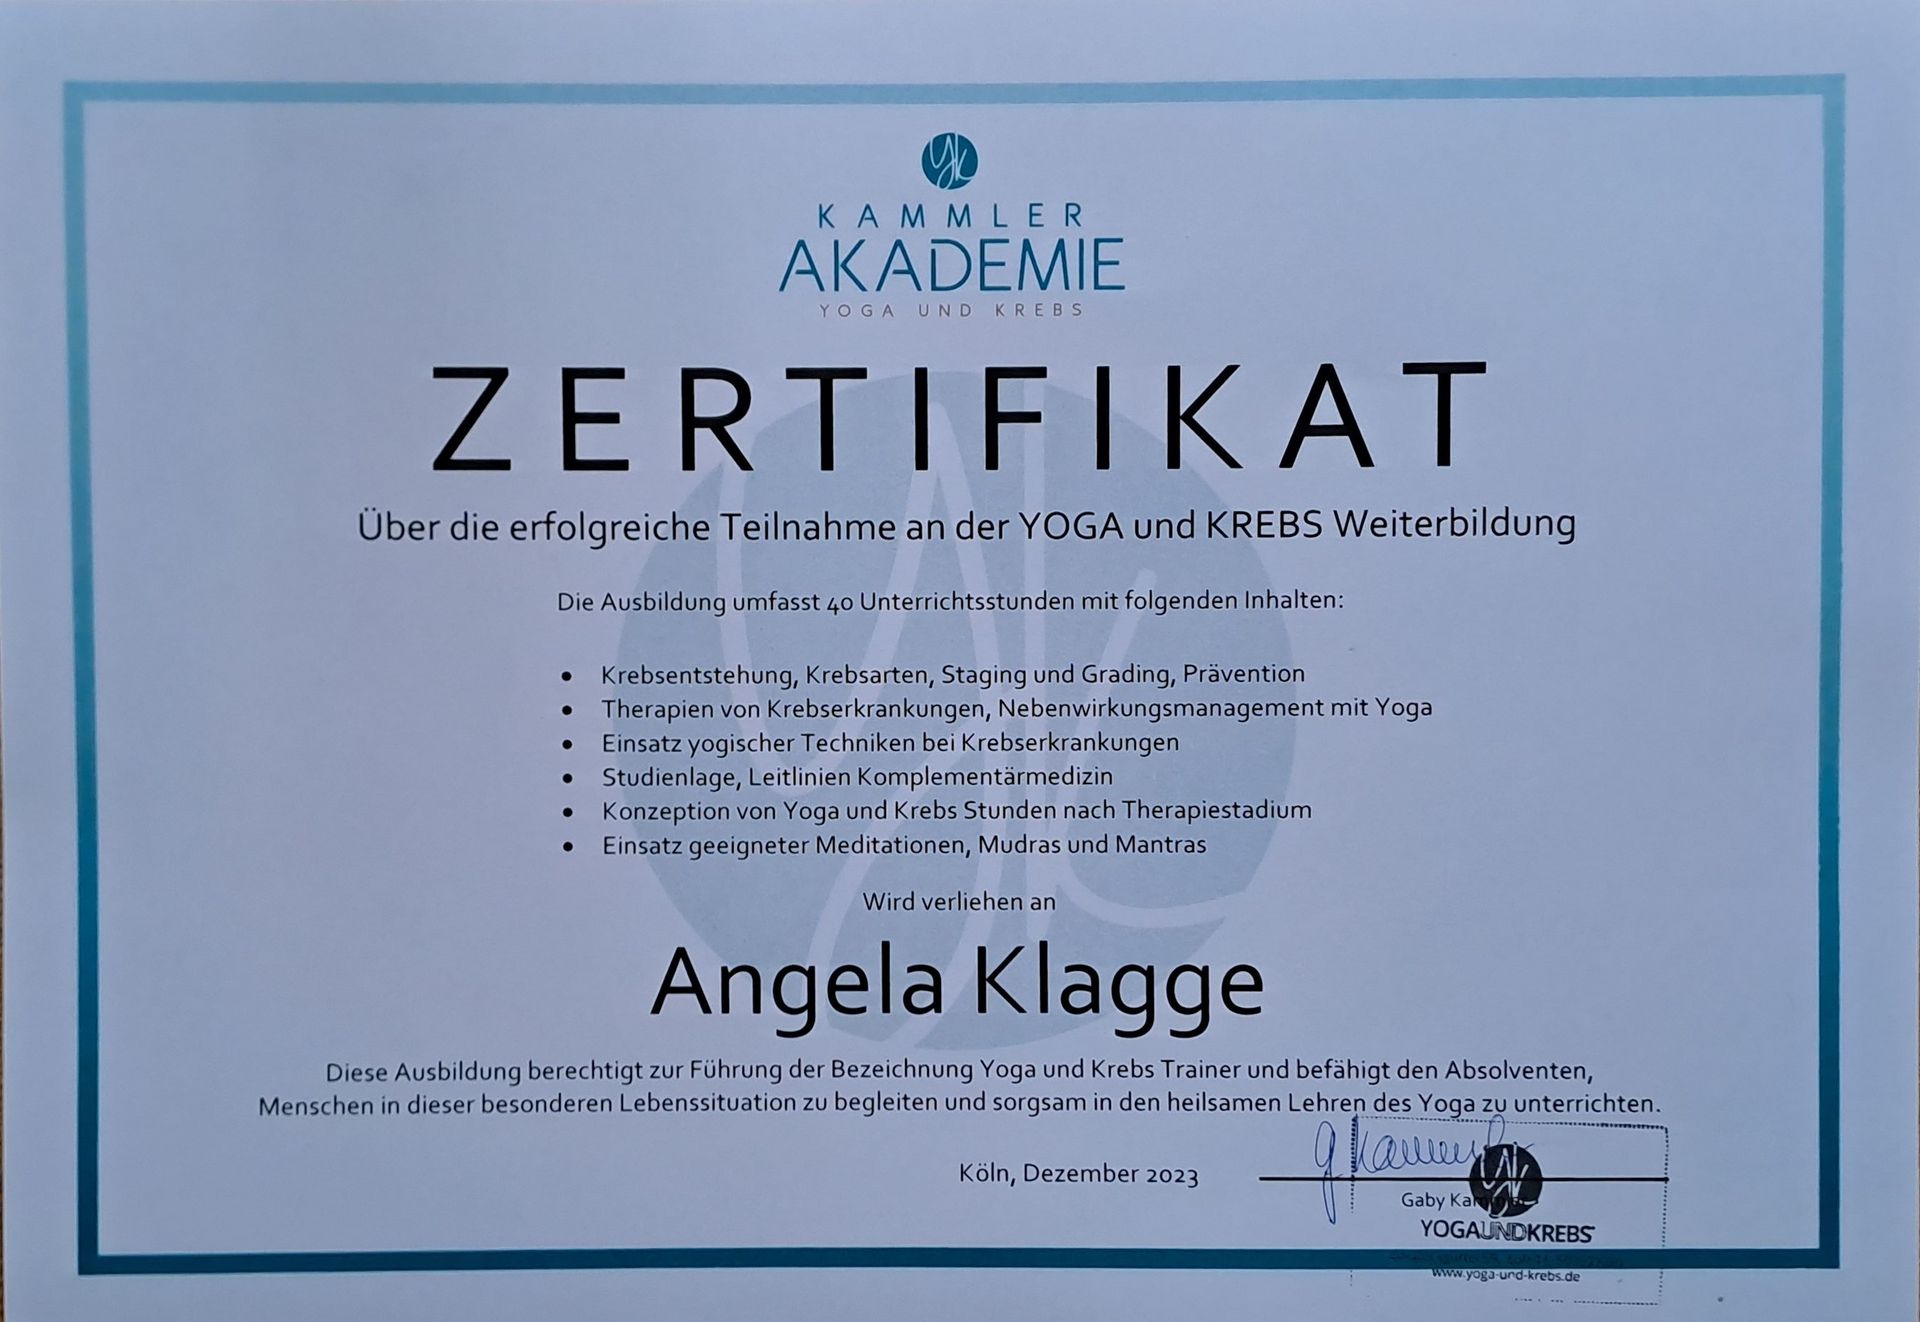 yk
KAMMLER
AKADEMIE
YOGA UND KREBS
ZERTIFIKAT
Über die erfolgreiche Teilnahme an der YOGA und KREBS Weiterbildung
Die Ausbildung umfasst 40 Unterrichtsstunden mit folgenden Inhalten:
• Krebsentstehung, Krebsarten, Staging und Grading, Prävention
• Therapien von Krebserkrankungen, Nebenwirkungsmanagement mit Yoga
• Einsatz yogischer Techniken bei Krebserkrankungen
• Studienlage, Leitlinien Komplementärmedizin
• Konzeption von Yoga und Krebs Stunden nach Therapiestadium
• Einsatz geeigneter Meditationen, Mudras und Mantras
Wird verliehen an
Angela Klagge
Diese Ausbildung berechtigt zur Führung der Bezeichnung Yoga und Krebs Trainer und befähigt den Absolventen,
Menschen in dieser besonderen Lebenssituation zu begleiten und sorgsam in den heilsamen Lehren des Yoga zu unterrichten.
Köln, Dezember 2023
Gaby Kammler
YOGAUNDKREBS
www.yoga-und-krebs.de